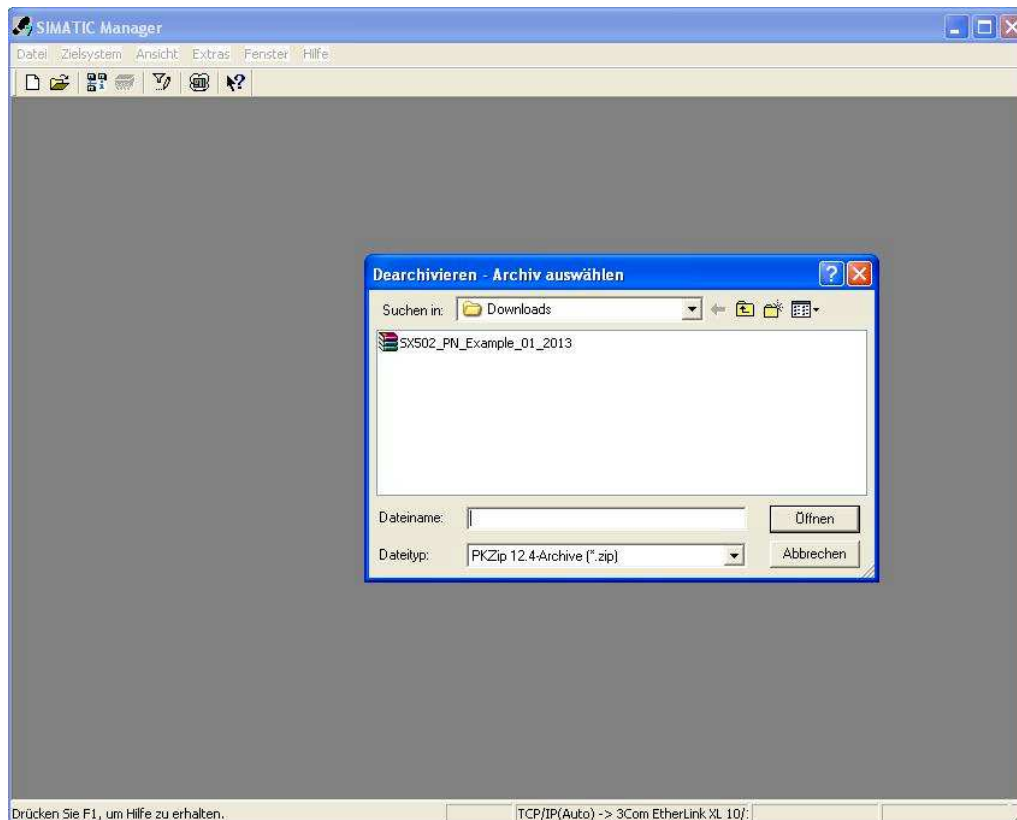 SIMATIC Manager
Datei Zielsystem Ansicht Extras Fenster Hilfe
Dearchivieren - Archiv auswählen
Suchen in: Downloads
SX502_PN_Example_01_2013
Dateiname: Öffnen
Dateityp: PKZip 12.4-Archive (*.zip) Abbrechen
Drücken Sie F1, um Hilfe zu erhalten. TCP/IP(Auto) -> 3Com EtherLink XL 10/: